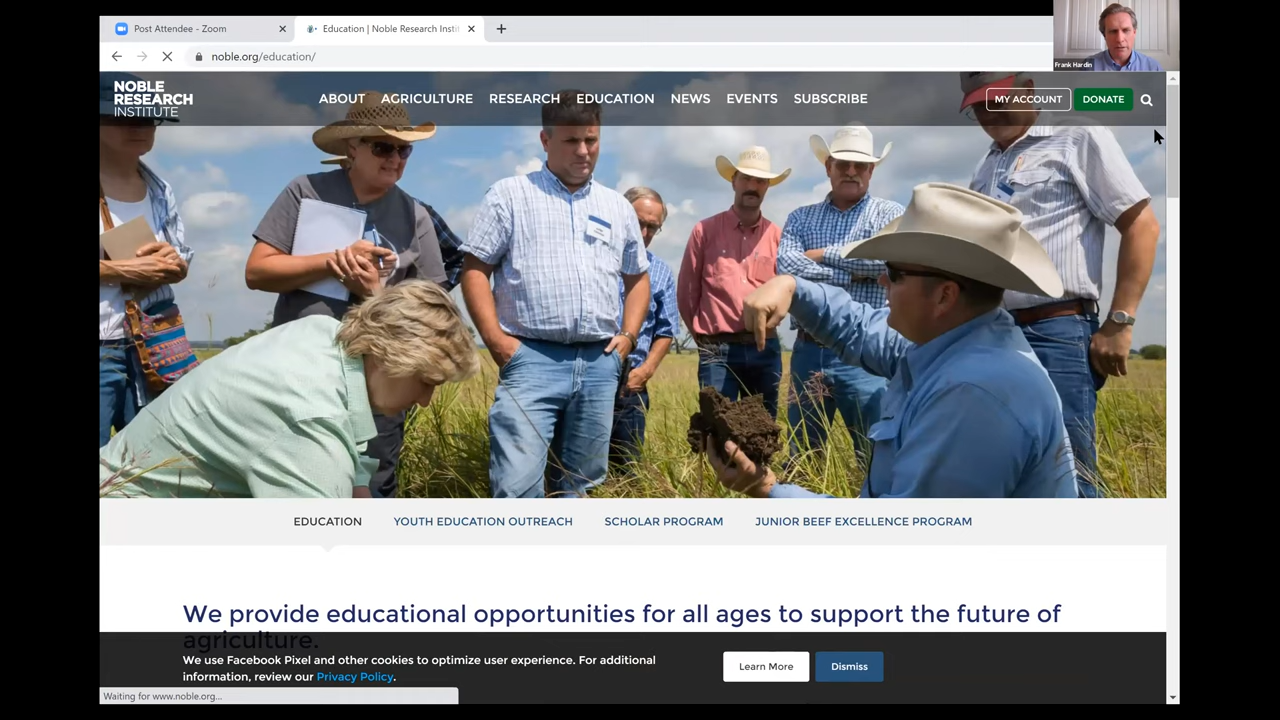 Post Attendee - Zoom
Education | Noble Research Insti
noble.org/education/
Frank Hardin
NOBLE
RESEARCH
INSTITUTE
ABOUT AGRICULTURE RESEARCH EDUCATION NEWS EVENTS SUBSCRIBE
MY ACCOUNT DONATE
EDUCATION YOUTH EDUCATION OUTREACH SCHOLAR PROGRAM JUNIOR BEEF EXCELLENCE PROGRAM
We provide educational opportunities for all ages to support the future of
agriculture.
We use Facebook Pixel and other cookies to optimize user experience. For additional
information, review our Privacy Policy.
Learn More Dismiss
Waiting for www.noble.org...